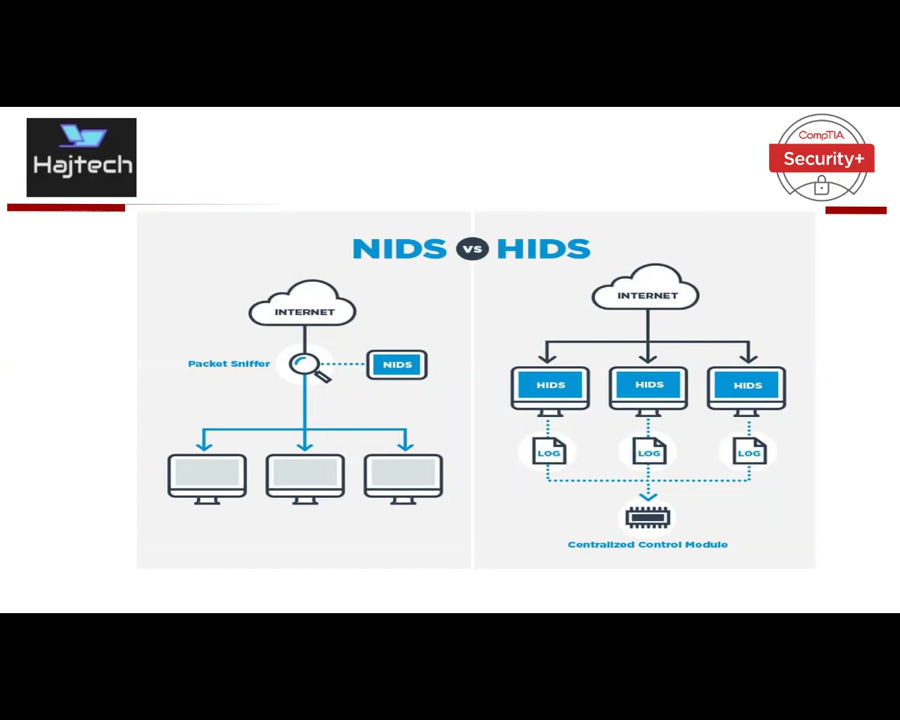 Hajtech
CompTIA
Security+
NIDS vs HIDS
INTERNET
Packet Sniffer
NIDS
INTERNET
HIDS HIDS HIDS
LOG LOG LOG
Centralized Control Module